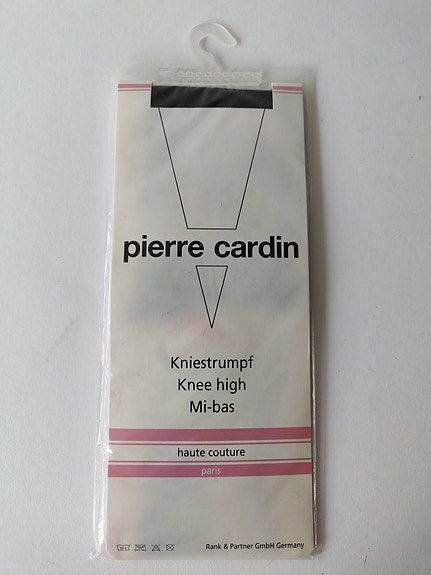 pierre cardin
Kniestrumpf
Knee high
Mi-bas
haute couture
paris
Rank & Partner GmbH Germany